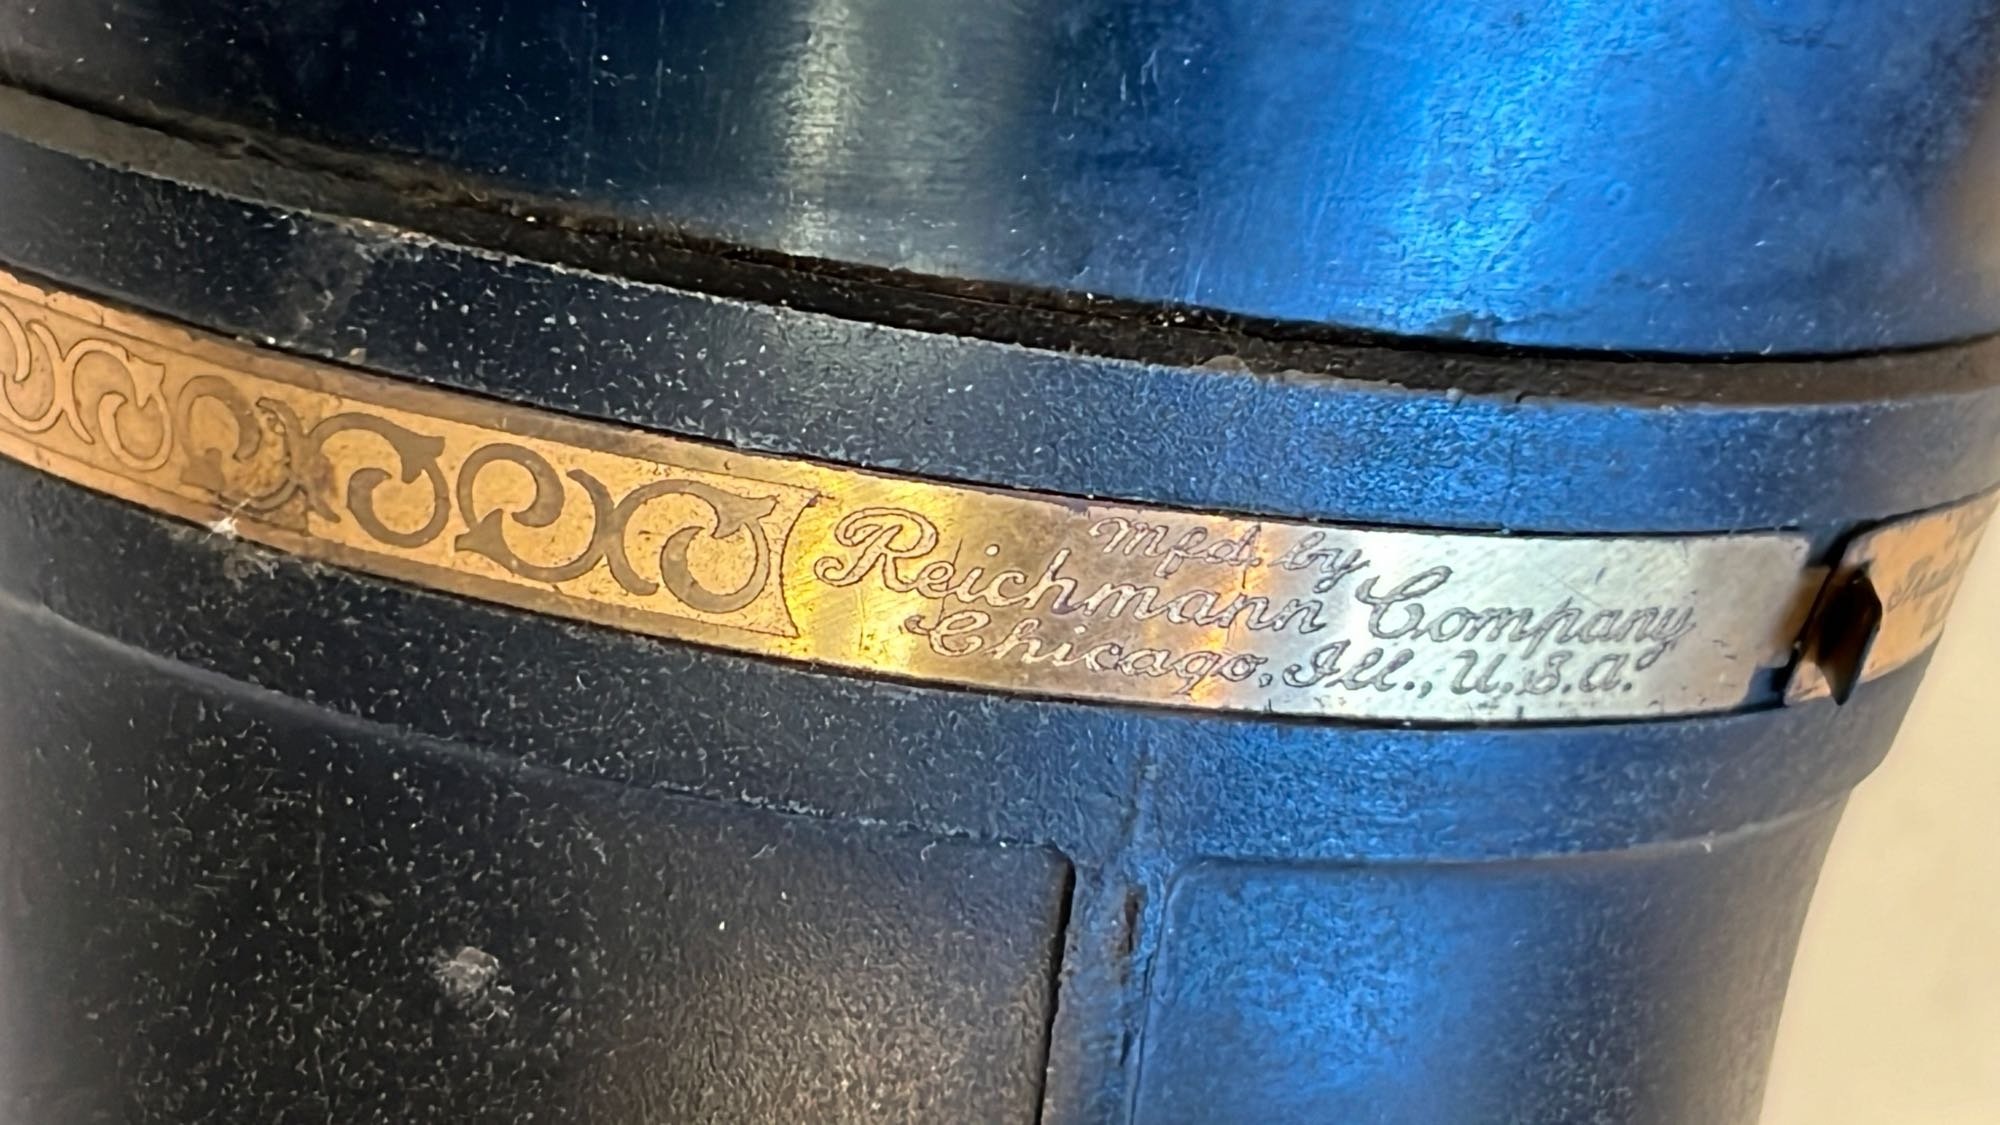 Mfd. by
Reichmann Company
Chicago, Ill., U.S.A.